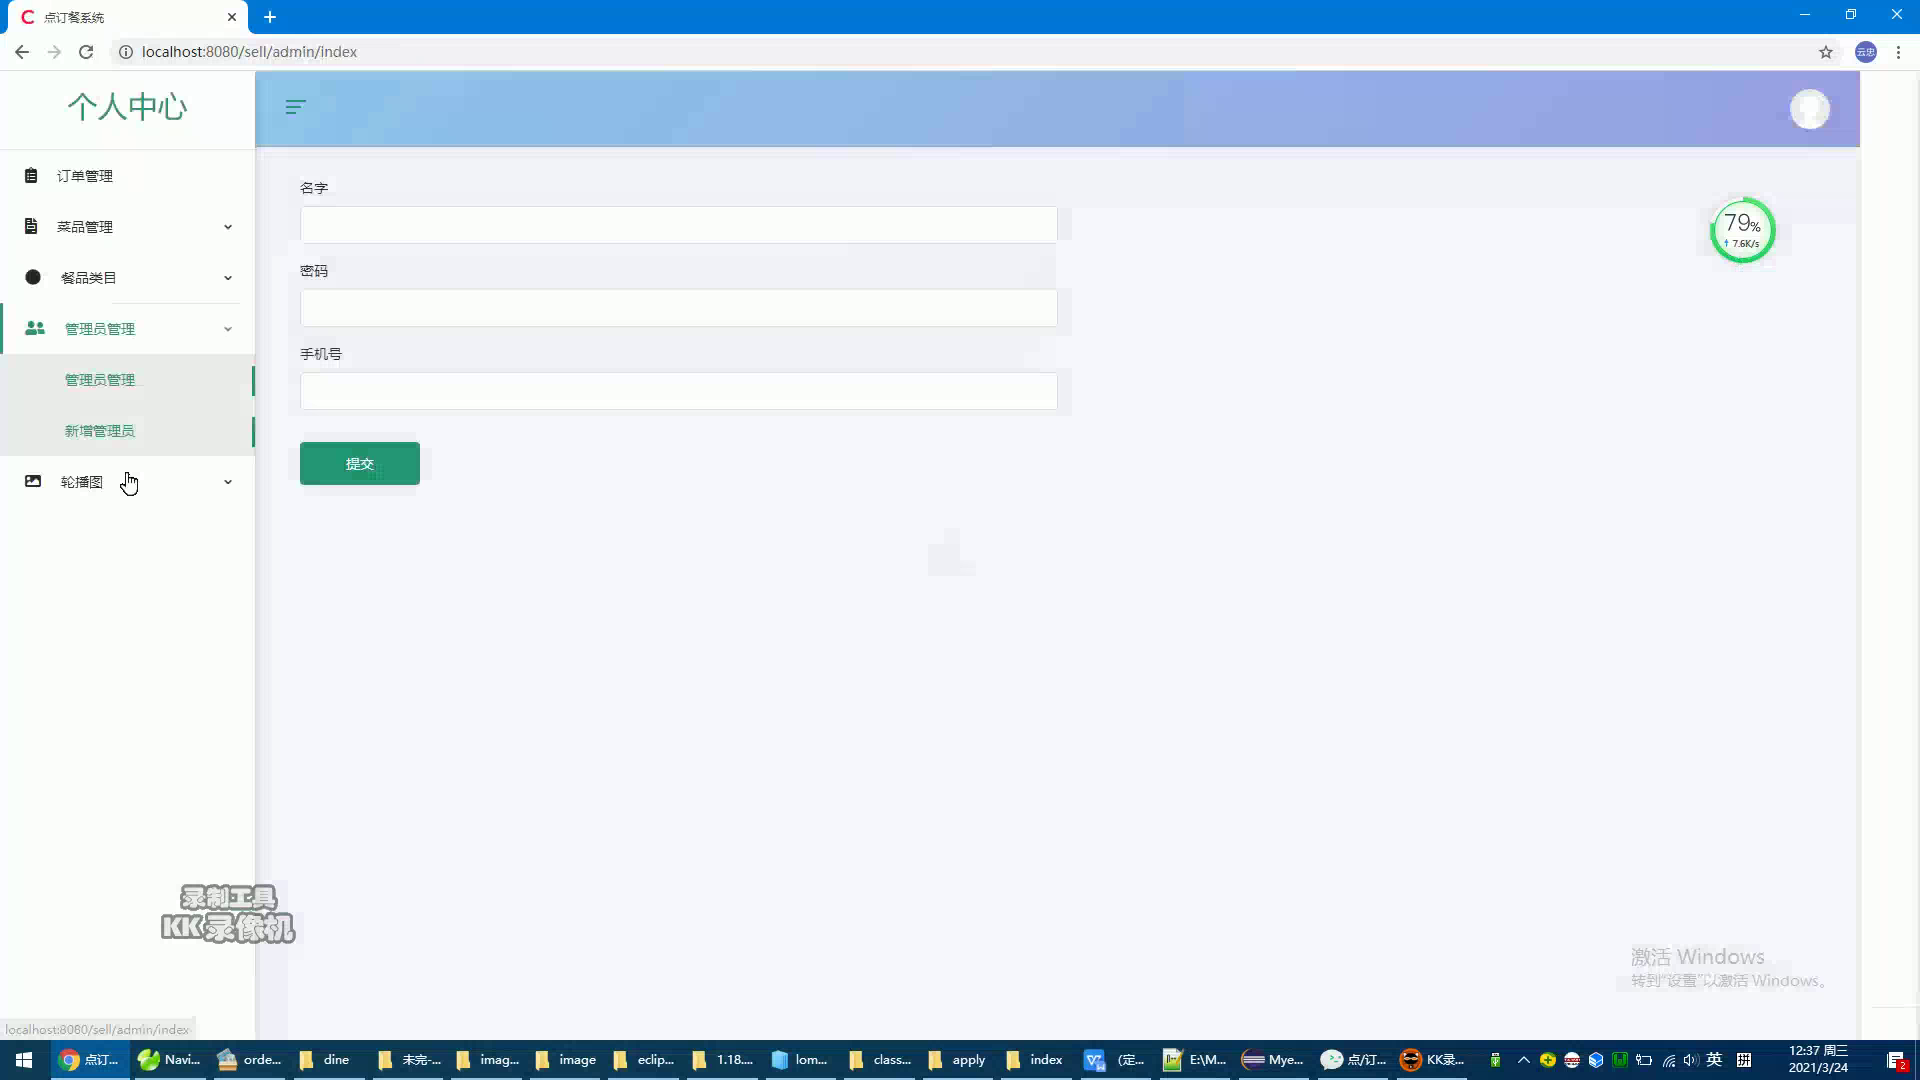 点订餐系统
localhost:8080/sell/admin/index
云忠
个人中心
订单管理
菜品管理
餐品类目
管理员管理
管理员管理
新增管理员
轮播图
名字
密码
手机号
提交
79%
7.6K/s
录制工具
KK录像机
激活 Windows
转到"设置"以激活 Windows。
localhost:8080/sell/admin/index
点订... Navi... orde... dine 未完-... imag... image eclip... 1.18.... lom... class... apply index (定... E:\M... Mye... 点/订... KK录... 英 拼
12:37 周三
2021/3/24
2